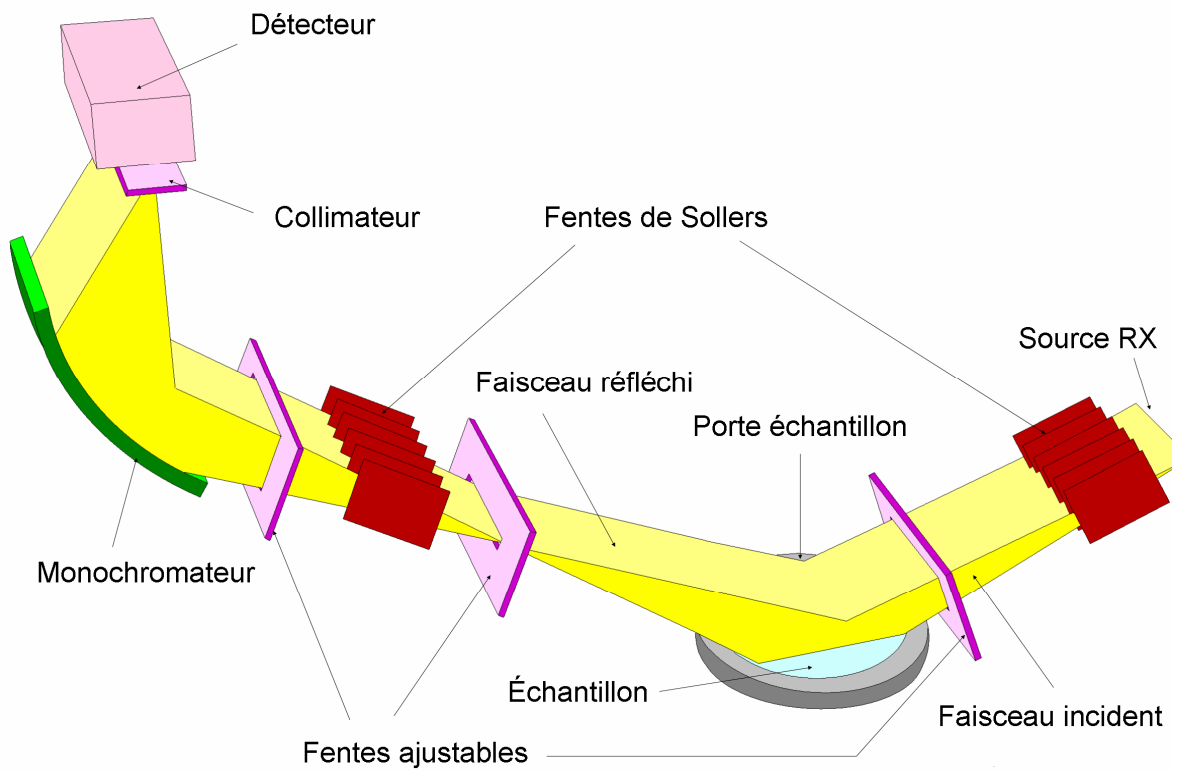 Détecteur
Collimateur
Fentes de Sollers
Source RX
Faisceau réfléchi
Porte échantillon
Monochromateur
Échantillon
Faisceau incident
Fentes ajustables